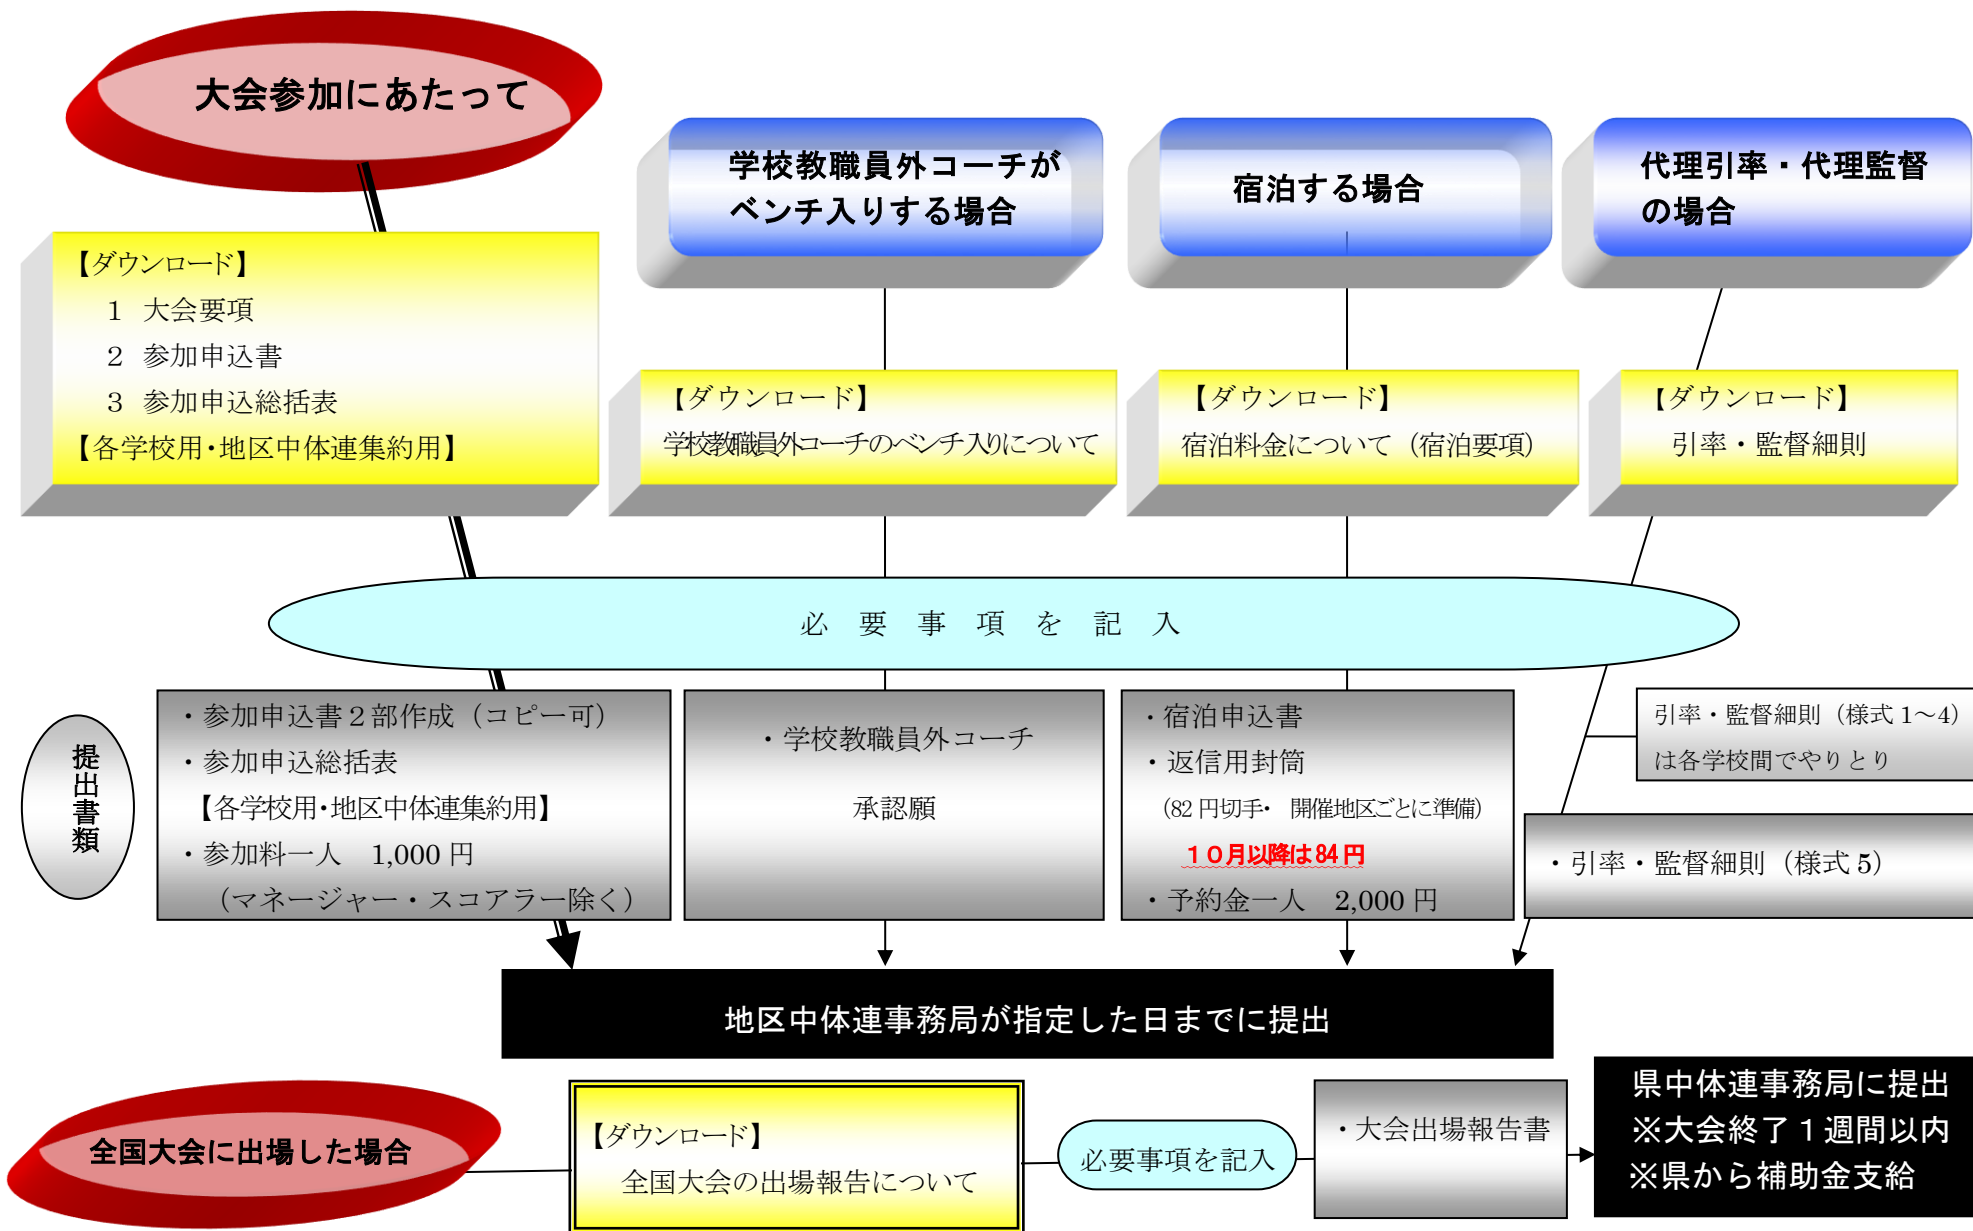 大会参加にあたって
学校教職員外コーチが
ベンチ入りする場合
宿泊する場合
代理引率・代理監督
の場合
【ダウンロード】
1 大会要項
2 参加申込書
3 参加申込総括表
【各学校用・地区中体連集約用】
【ダウンロード】
学校教職員外コーチのベンチ入りについて
【ダウンロード】
宿泊料金について（宿泊要項）
【ダウンロード】
引率・監督細則
必 要 事 項 を 記 入
提出書類
・参加申込書２部作成（コピー可）
・参加申込総括表
【各学校用・地区中体連集約用】
・参加料一人 1,000 円
（マネージャー・スコアラー除く）
・学校教職員外コーチ
承認願
・宿泊申込書
・返信用封筒
（82 円切手・ 開催地区ごとに準備）
１０月以降は 84 円
・予約金一人 2,000 円
引率・監督細則（様式 1～4）
は各学校間でやりとり
・引率・監督細則（様式 5）
地区中体連事務局が指定した日までに提出
全国大会に出場した場合
【ダウンロード】
全国大会の出場報告について
必要事項を記入
・大会出場報告書
県中体連事務局に提出
※大会終了１週間以内
※県から補助金支給